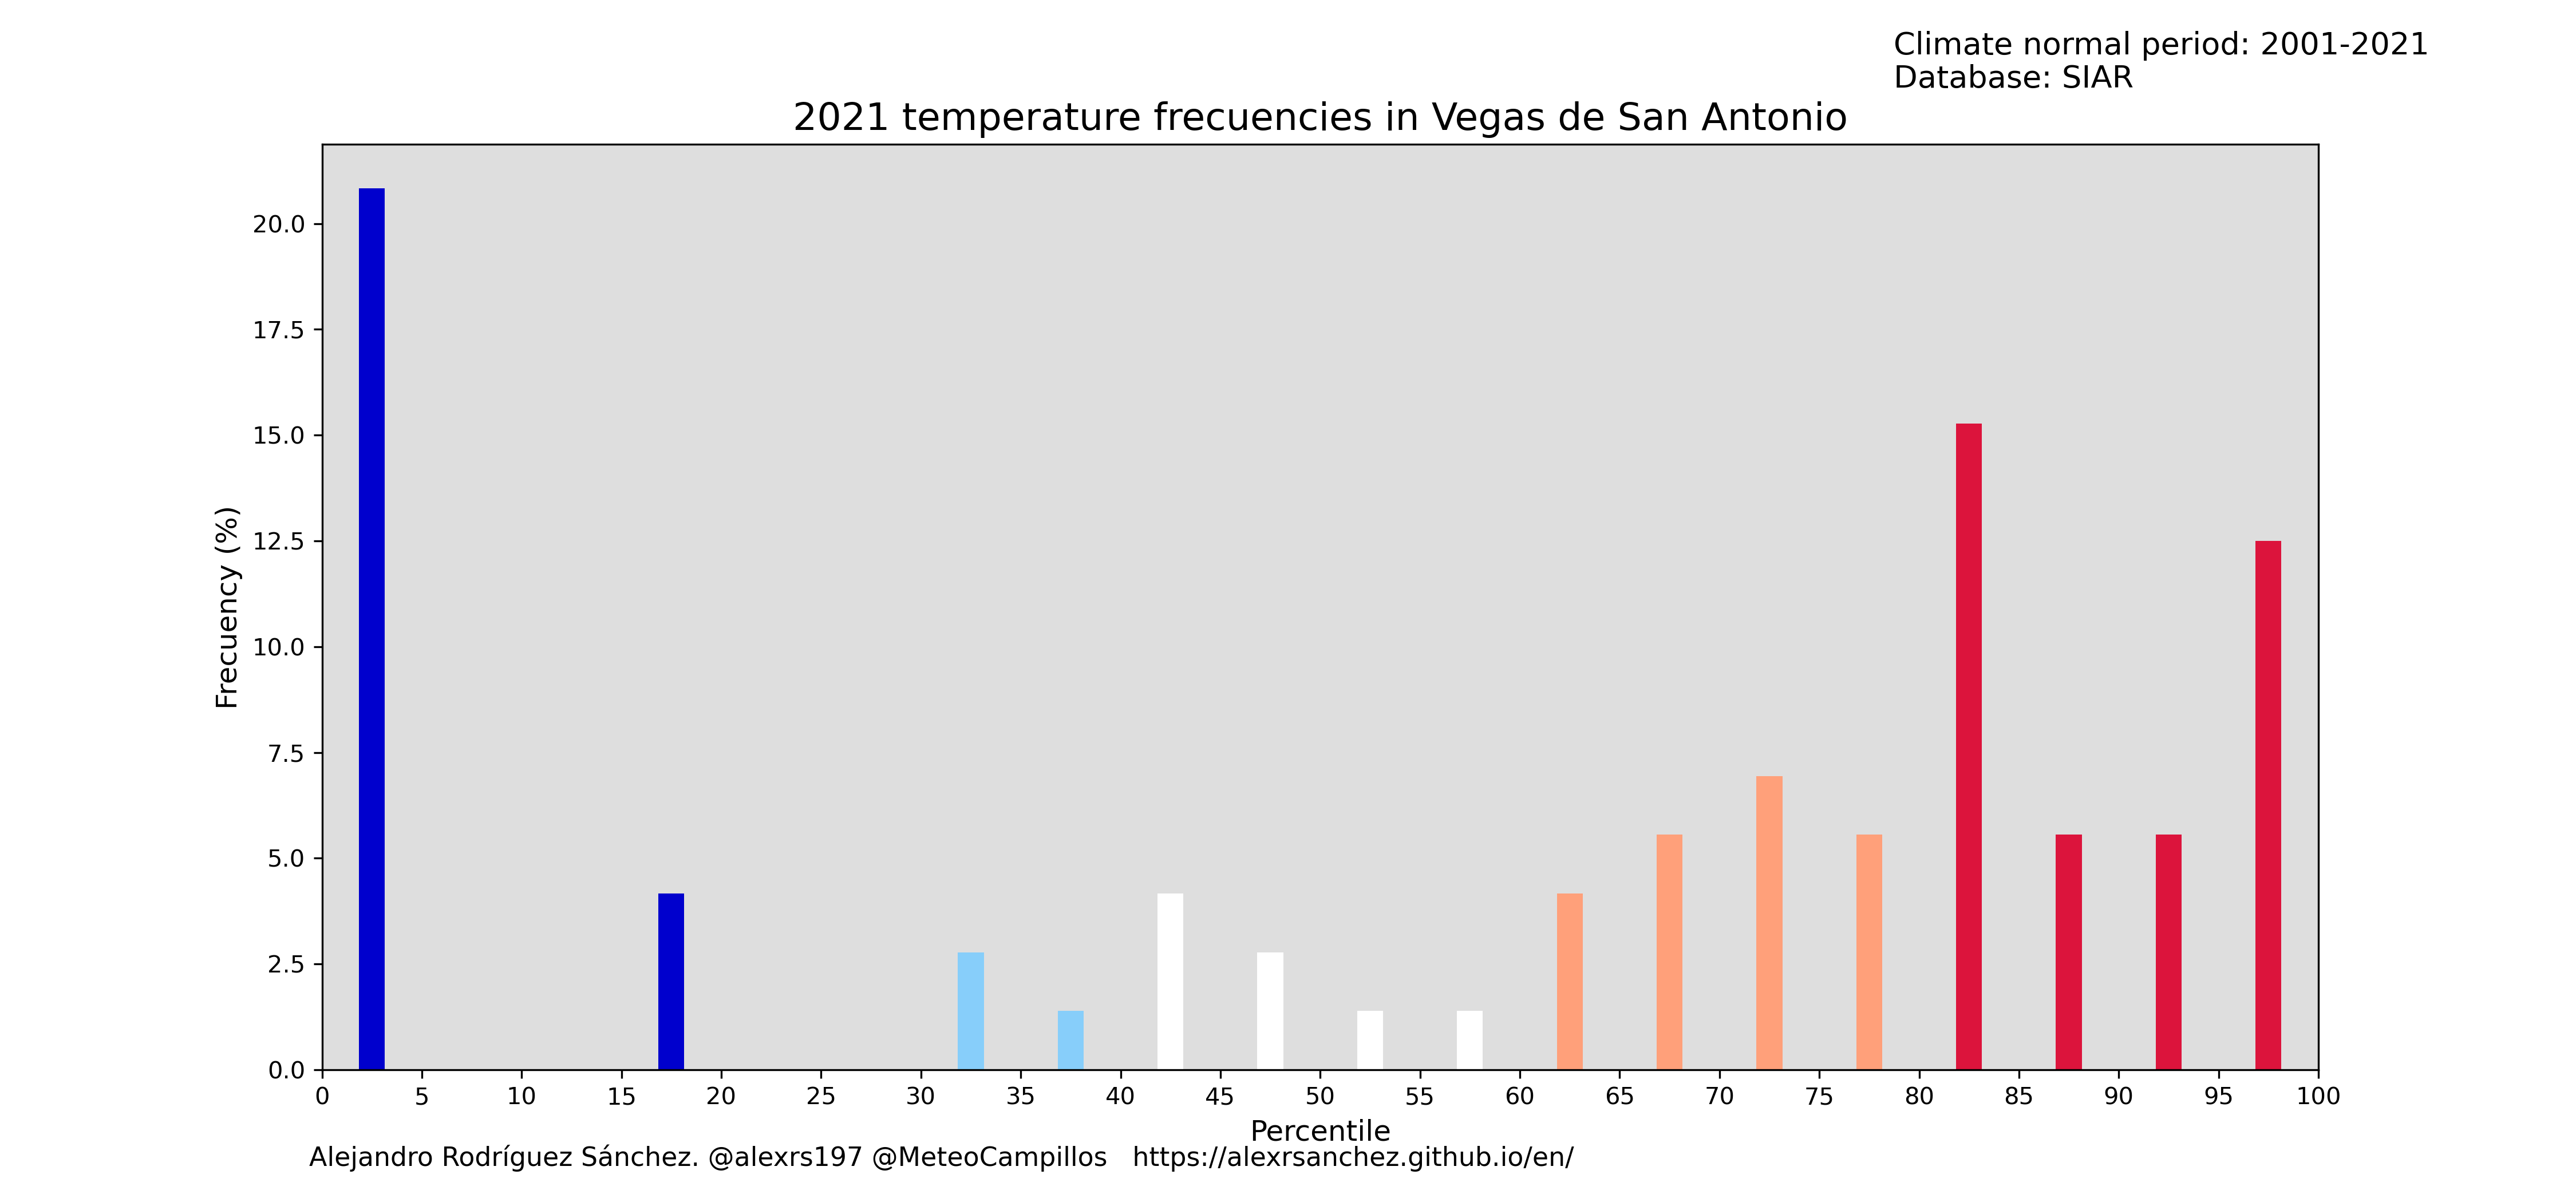 Climate normal period: 2001-2021
Database: SIAR
2021 temperature frecuencies in Vegas de San Antonio
Frecuency (%)
20.0
17.5
15.0
12.5
10.0
7.5
5.0
2.5
0.0
0 5 10 15 20 25 30 35 40 45 50 55 60 65 70 75 80 85 90 95 100
Percentile
Alejandro Rodríguez Sánchez. @alexrs197 @MeteoCampillos https://alexrsanchez.github.io/en/